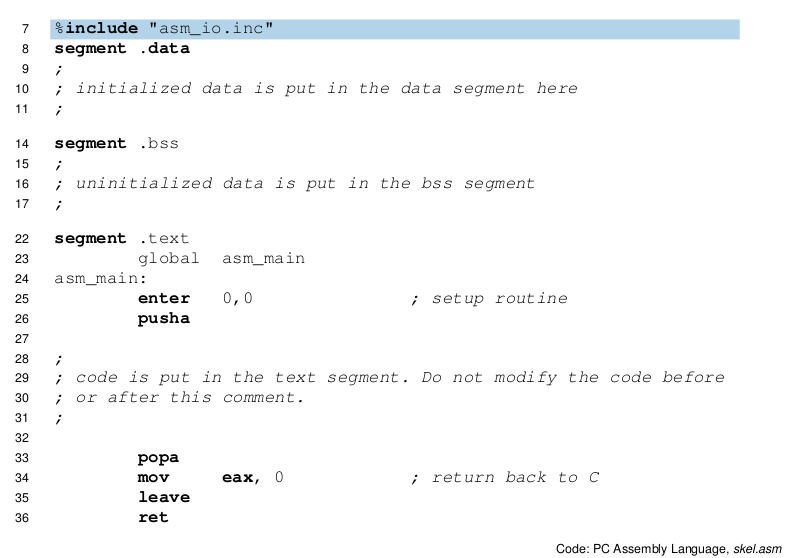 7 %include "asm_io.inc"
8 segment .data
9 ;
10 ; initialized data is put in the data segment here
11 ;
14 segment .bss
15 ;
16 ; uninitialized data is put in the bss segment
17 ;
22 segment .text
23 global asm_main
24 asm_main:
25 enter 0,0 ; setup routine
26 pusha
27
28 ;
29 ; code is put in the text segment. Do not modify the code before
30 ; or after this comment.
31 ;
32
33 popa
34 mov eax, 0 ; return back to C
35 leave
36 ret
Code: PC Assembly Language, skel.asm